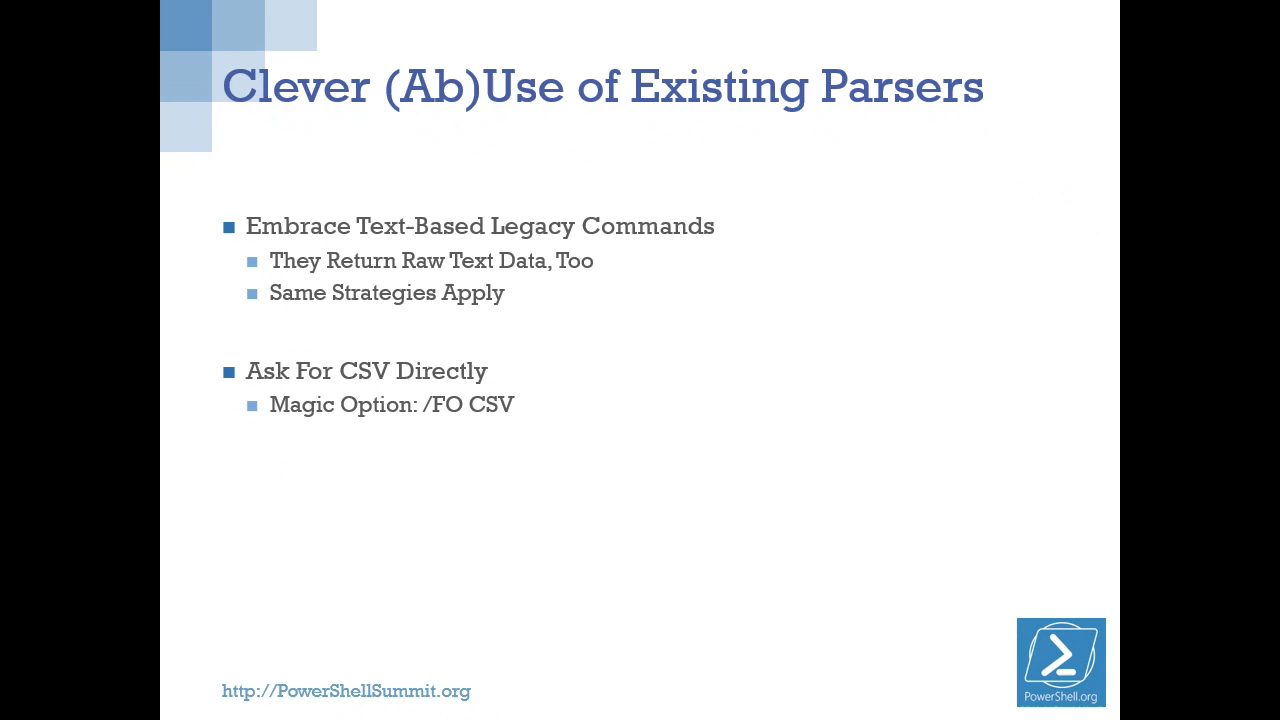 Clever (Ab)Use of Existing Parsers
Embrace Text-Based Legacy Commands
They Return Raw Text Data, Too
Same Strategies Apply
Ask For CSV Directly
Magic Option: /FO CSV
http://PowerShellSummit.org
PowerShell.org